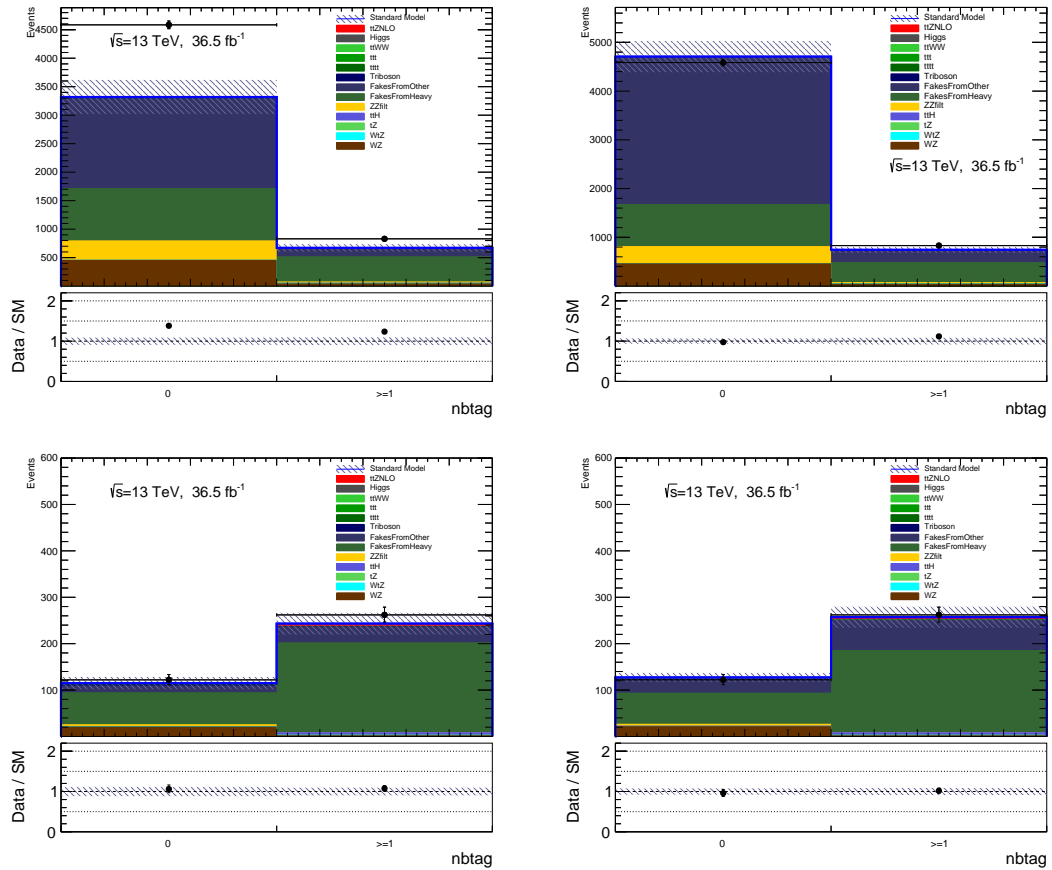 Events
4500
4000
3500
3000
2500
2000
1500
1000
500
√s=13 TeV, 36.5 fb-1
Standard Model
ttZNLO
Higgs
ttWW
ttt
tttt
Triboson
FakesFromOther
FakesFromHeavy
ZZfilt
ttH
tZ
WtZ
WZ
Data / SM
2
1
0
0
>=1
nbtag
Events
5000
4000
3000
2000
1000
Standard Model
ttZNLO
Higgs
ttWW
ttt
tttt
Triboson
FakesFromOther
FakesFromHeavy
ZZfilt
ttH
tZ
WtZ
WZ
√s=13 TeV, 36.5 fb-1
Data / SM
2
1
0
0
>=1
nbtag
Events
600
500
400
300
200
100
√s=13 TeV, 36.5 fb-1
Standard Model
ttZNLO
Higgs
ttWW
ttt
tttt
Triboson
FakesFromOther
FakesFromHeavy
ZZfilt
ttH
tZ
WtZ
WZ
Data / SM
2
1
0
0
>=1
nbtag
Events
600
500
400
300
200
100
√s=13 TeV, 36.5 fb-1
Standard Model
ttZNLO
Higgs
ttWW
ttt
tttt
Triboson
FakesFromOther
FakesFromHeavy
ZZfilt
ttH
tZ
WtZ
WZ
Data / SM
2
1
0
0
>=1
nbtag